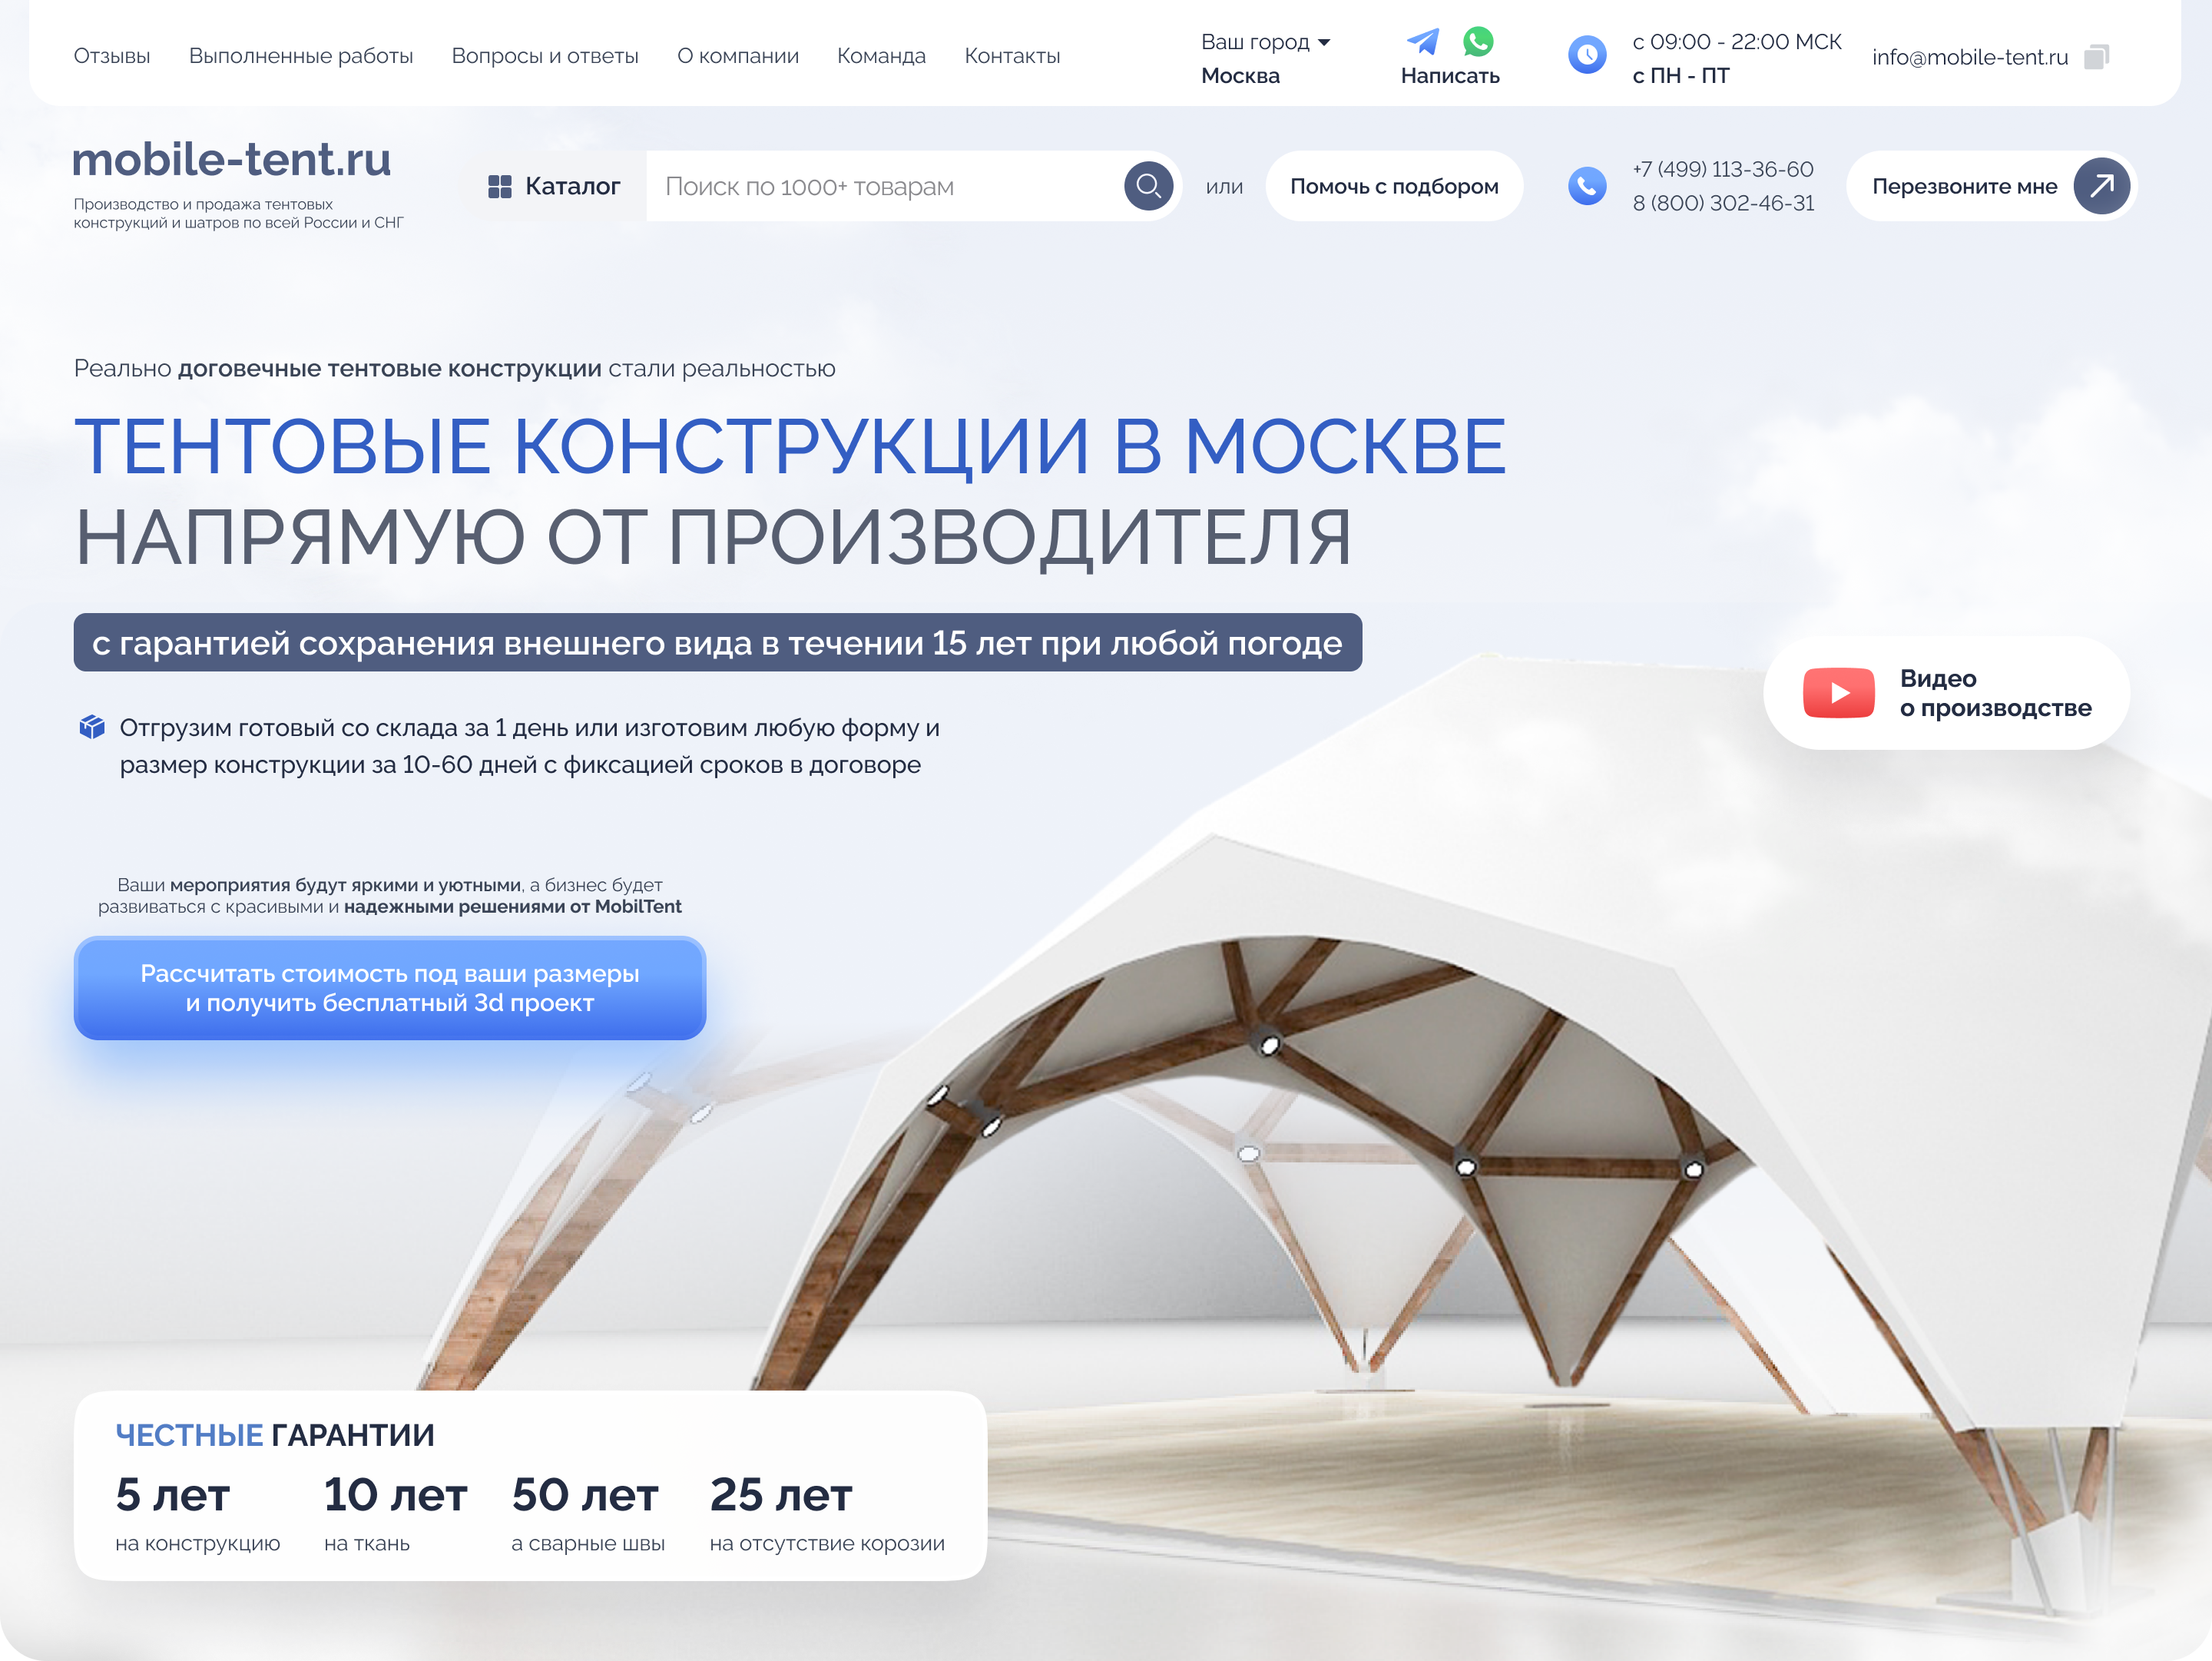 Отзывы Выполненные работы Вопросы и ответы О компании Команда Контакты
Ваш город
Москва
Написать
с 09:00 - 22:00 МСК
с ПН - ПТ
info@mobile-tent.ru
mobile-tent.ru
Производство и продажа тентовых
конструкций и шатров по всей России и СНГ
Каталог
Поиск по 1000+ товарам
или
Помочь с подбором
+7 (499) 113-36-60
8 (800) 302-46-31
Перезвоните мне
Реально договечные тентовые конструкции стали реальностью
ТЕНТОВЫЕ КОНСТРУКЦИИ В МОСКВЕ
НАПРЯМУЮ ОТ ПРОИЗВОДИТЕЛЯ
с гарантией сохранения внешнего вида в течении 15 лет при любой погоде
Видео
о производстве
Отгрузим готовый со склада за 1 день или изготовим любую форму и
размер конструкции за 10-60 дней с фиксацией сроков в договоре
Ваши мероприятия будут яркими и уютными, а бизнес будет
развиваться с красивыми и надежными решениями от MobilTent
Рассчитать стоимость под ваши размеры
и получить бесплатный 3d проект
ЧЕСТНЫЕ ГАРАНТИИ
5 лет 10 лет 50 лет 25 лет
на конструкцию на ткань а сварные швы на отсутствие корозии